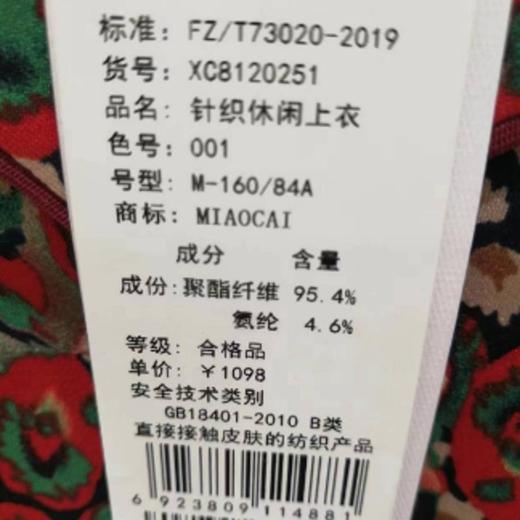 标准: FZ/T73020-2019
货号: XC8120251
品名: 针织休闲上衣
色号: 001
号型: M-160/84A
商标: MIAOCAI
成分 含量
成份: 聚酯纤维 95.4%
氨纶 4.6%
等级: 合格品
单价: ￥1098
安全技术类别
GB18401-2010 B类
直接接触皮肤的纺织产品
6 923809 114881